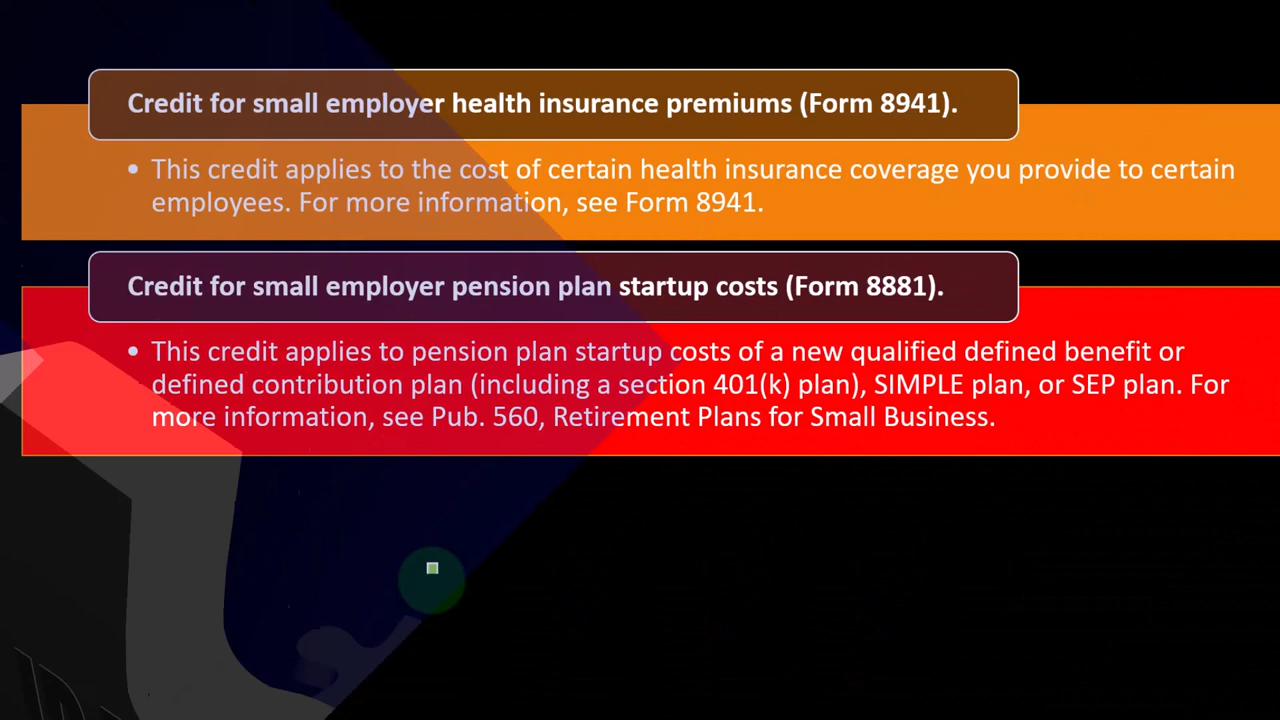 Credit for small employer health insurance premiums (Form 8941).
• This credit applies to the cost of certain health insurance coverage you provide to certain
employees. For more information, see Form 8941.
Credit for small employer pension plan startup costs (Form 8881).
• This credit applies to pension plan startup costs of a new qualified defined benefit or
defined contribution plan (including a section 401(k) plan), SIMPLE plan, or SEP plan. For
more information, see Pub. 560, Retirement Plans for Small Business.